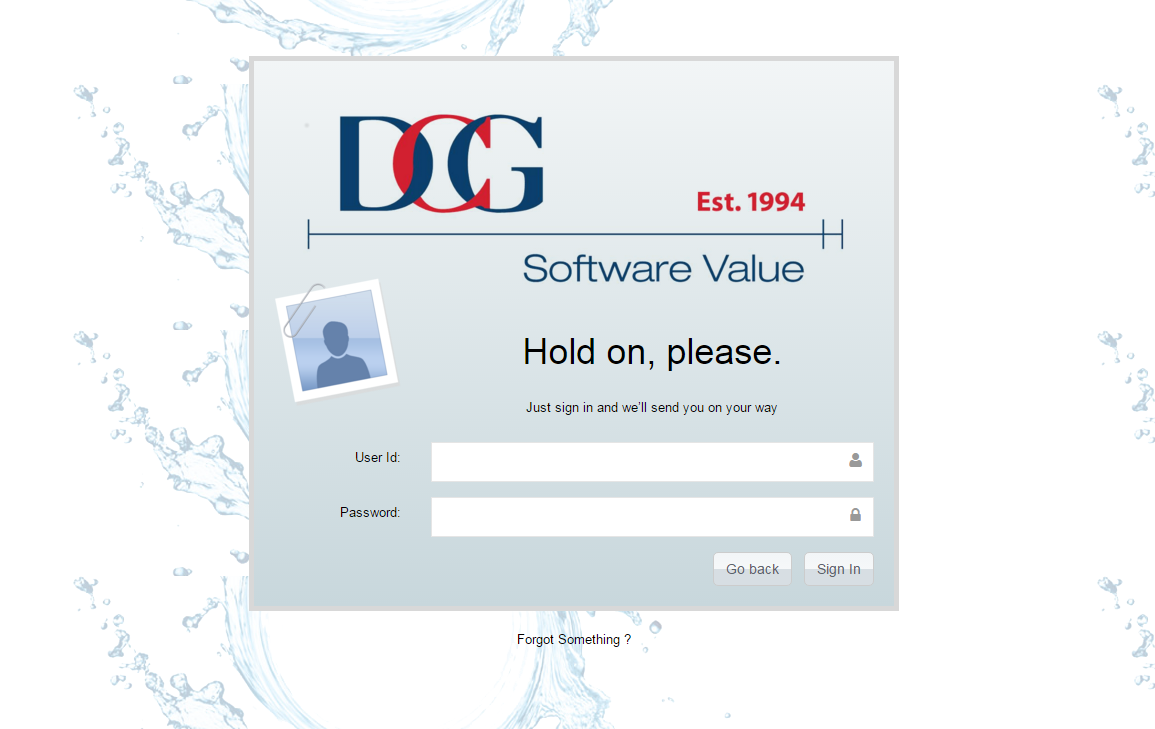 DCG
Est. 1994
Software Value
Hold on, please.
Just sign in and we'll send you on your way
User Id:
Password:
Go back
Sign In
Forgot Something ?